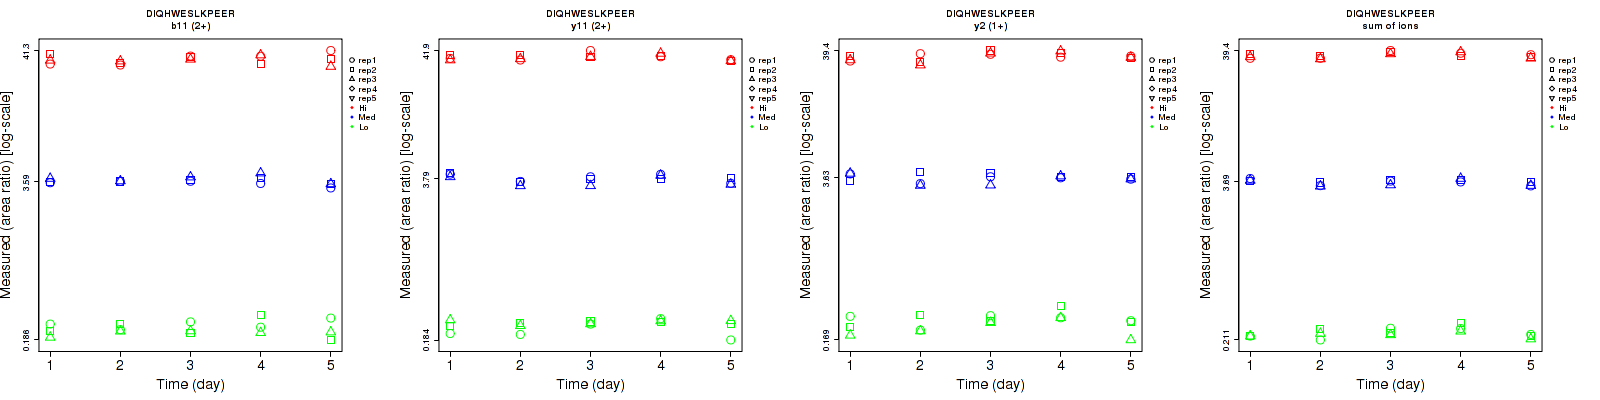 DIQHWESLKPEER
b11 (2+)
Measured (area ratio) [log-scale]
41.3
3.59
0.186
1 2 3 4 5
Time (day)
rep1
rep2
rep3
rep4
rep5
Hi
Med
Lo
DIQHWESLKPEER
y11 (2+)
Measured (area ratio) [log-scale]
41.9
3.79
0.184
1 2 3 4 5
Time (day)
rep1
rep2
rep3
rep4
rep5
Hi
Med
Lo
DIQHWESLKPEER
y2 (1+)
Measured (area ratio) [log-scale]
39.4
3.63
0.169
1 2 3 4 5
Time (day)
rep1
rep2
rep3
rep4
rep5
Hi
Med
Lo
DIQHWESLKPEER
sum of ions
Measured (area ratio) [log-scale]
39.4
3.69
0.211
1 2 3 4 5
Time (day)
rep1
rep2
rep3
rep4
rep5
Hi
Med
Lo